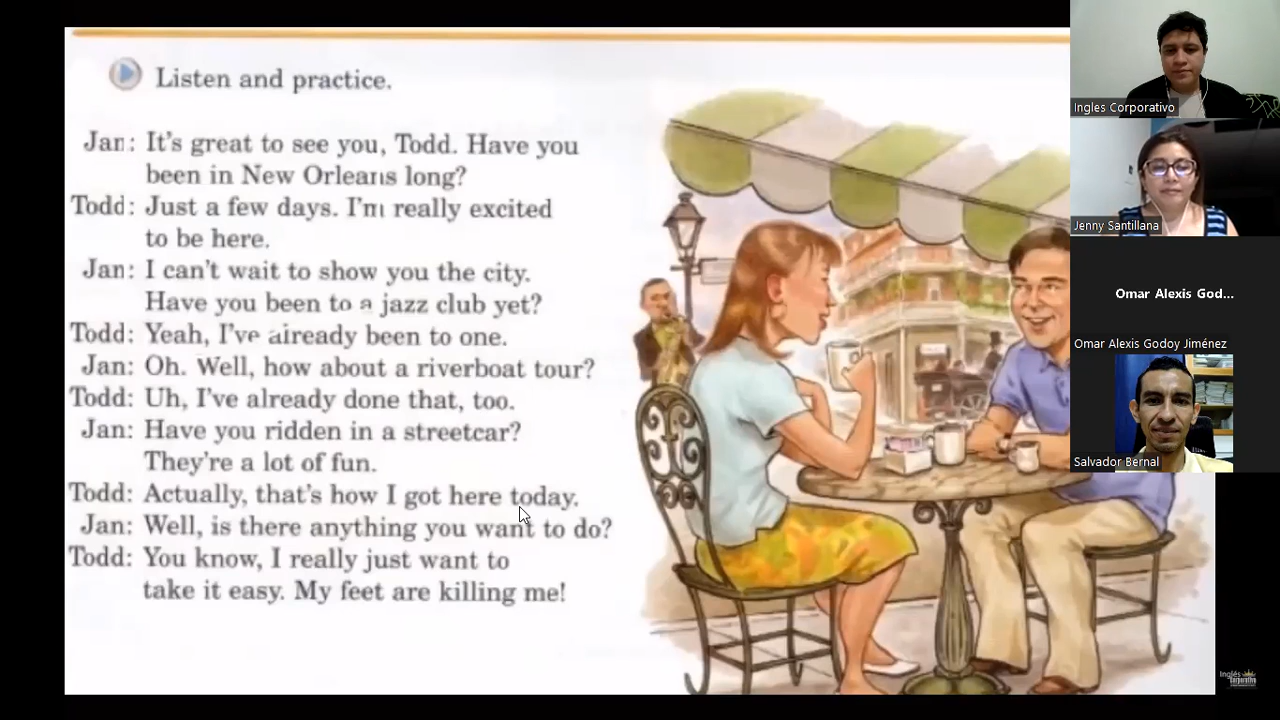 Listen and practice.
Jan: It's great to see you, Todd. Have you
been in New Orleans long?
Todd: Just a few days. I'm really excited
to be here.
Jan: I can't wait to show you the city.
Have you been to a jazz club yet?
Todd: Yeah, I've already been to one.
Jan: Oh. Well, how about a riverboat tour?
Todd: Uh, I've already done that, too.
Jan: Have you ridden in a streetcar?
They're a lot of fun.
Todd: Actually, that's how I got here today.
Jan: Well, is there anything you want to do?
Todd: You know, I really just want to
take it easy. My feet are killing me!
Ingles Corporativo
Jenny Santillana
Omar Alexis God...
Omar Alexis Godoy Jiménez
Salvador Bernal
Inglés
Corporativo